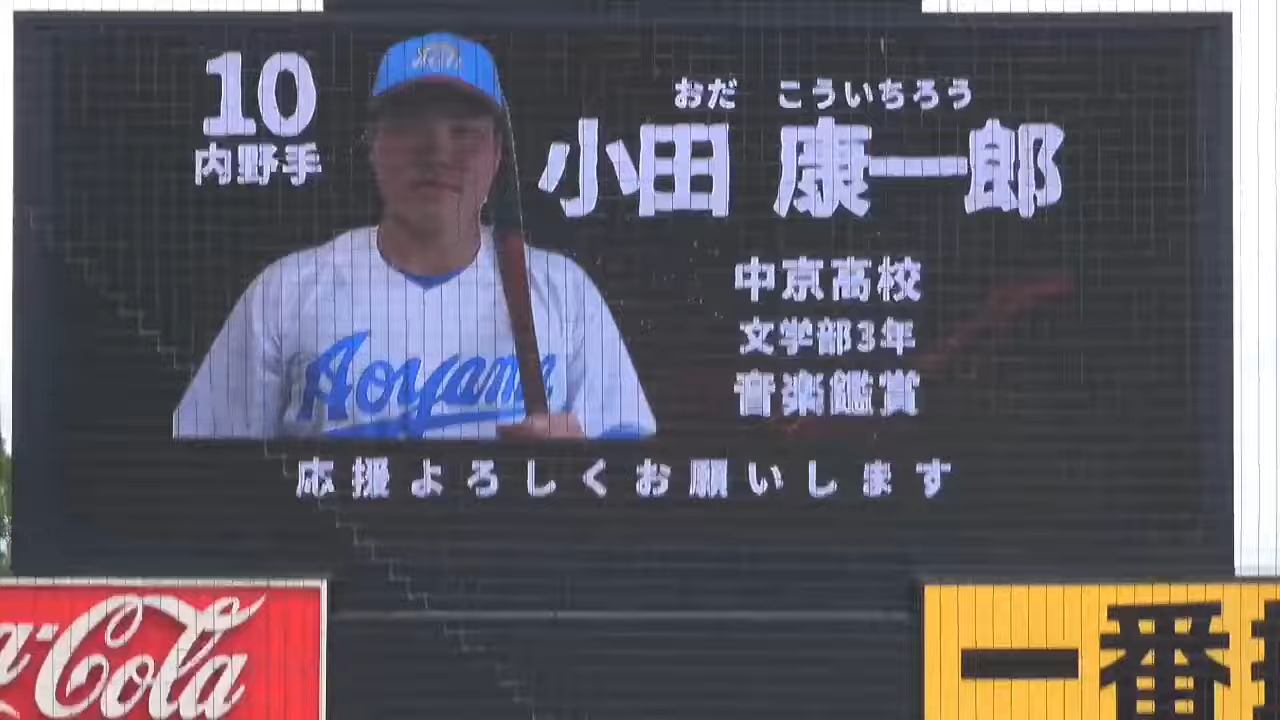 10
内野手
おだ こういちろう
小田 康一郎
中京高校
文学部3年
音楽鑑賞
Aoyama
応援よろしくお願いします
Cola
一番